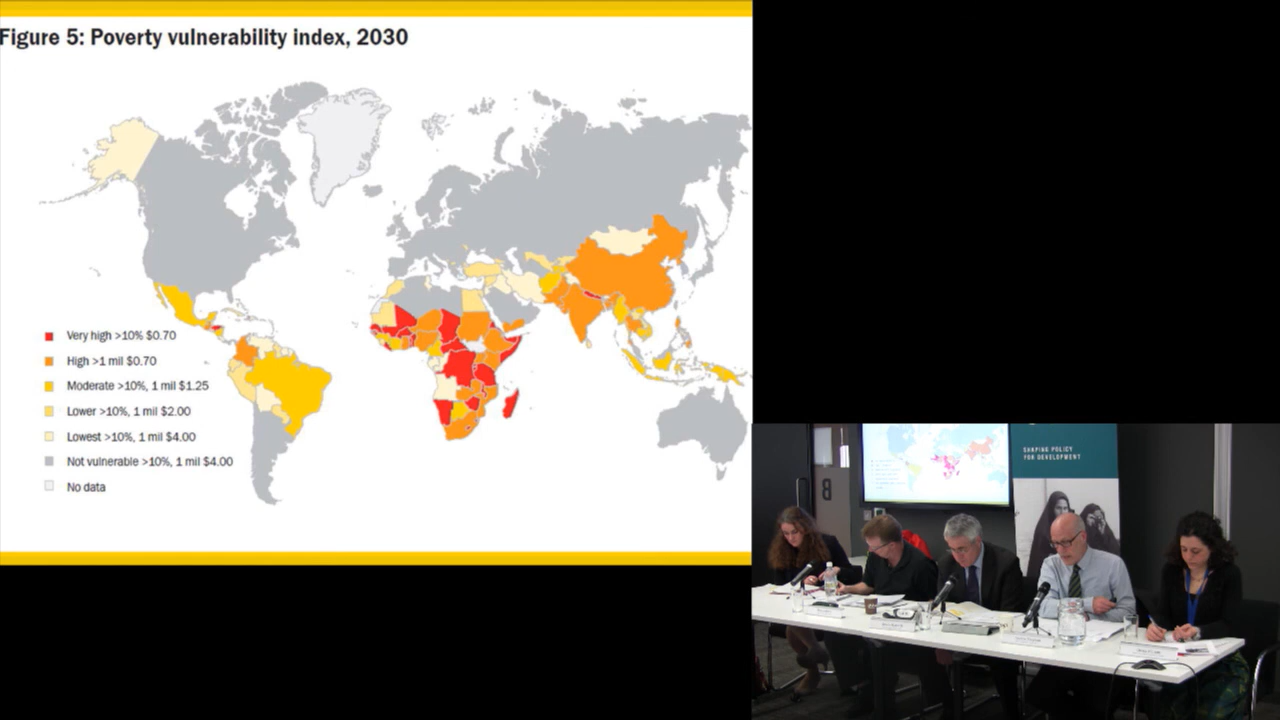 Figure 5: Poverty vulnerability index, 2030
Very high >10% $0.70
High >1 mil $0.70
Moderate >10%, 1 mil $1.25
Lower >10%, 1 mil $2.00
Lowest >10%, 1 mil $4.00
Not vulnerable >10%, 1 mil $4.00
No data
SHAPING POLICY
FOR DEVELOPMENT
8